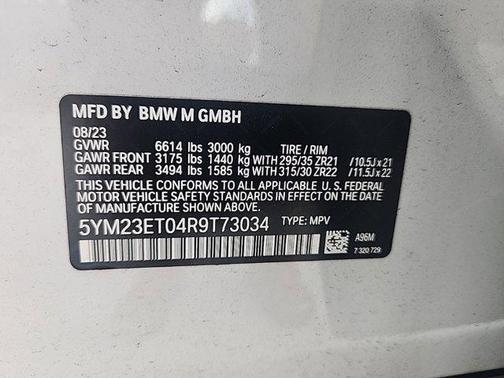 MFD BY BMW M GMBH
08/23
GVWR 6614 lbs 3000 kg TIRE / RIM
GAWR FRONT 3175 lbs 1440 kg WITH 295/35 ZR21 / 10.5J x 21
GAWR REAR 3494 lbs 1585 kg WITH 315/30 ZR22 / 11.5J x 22
THIS VEHICLE CONFORMS TO ALL APPLICABLE U. S. FEDERAL
MOTOR VEHICLE SAFETY STANDARDS IN EFFECT ON THE DATE
OF MANUFACTURE SHOWN ABOVE.
5YM23ET04R9T73034 TYPE: MPV
A96M
7 320 729